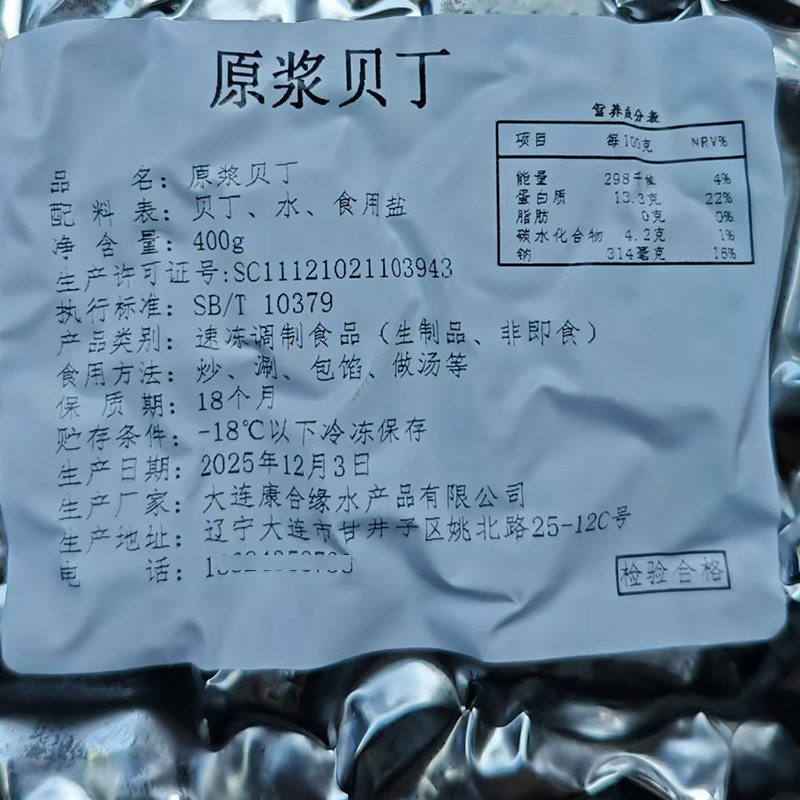 原浆贝丁
营养成分表
项目 每100克 NRV%
能量 298千焦 4%
蛋白质 13.3克 22%
脂肪 0克 0%
碳水化合物 4.2克 1%
钠 314毫克 16%
品名：原浆贝丁
配料表：贝丁、水、食用盐
净含量：400g
生产许可证号:SC11121021103943
执行标准：SB/T 10379
产品类别：速冻调制食品（生制品、非即食）
食用方法：炒、涮、包馅、做汤等
保质期：18个月
贮存条件：-18℃以下冷冻保存
生产日期：2025年12月3日
生产厂家：大连康合缘水产品有限公司
生产地址：辽宁大连市甘井子区姚北路25-12C号
电话：
检验合格